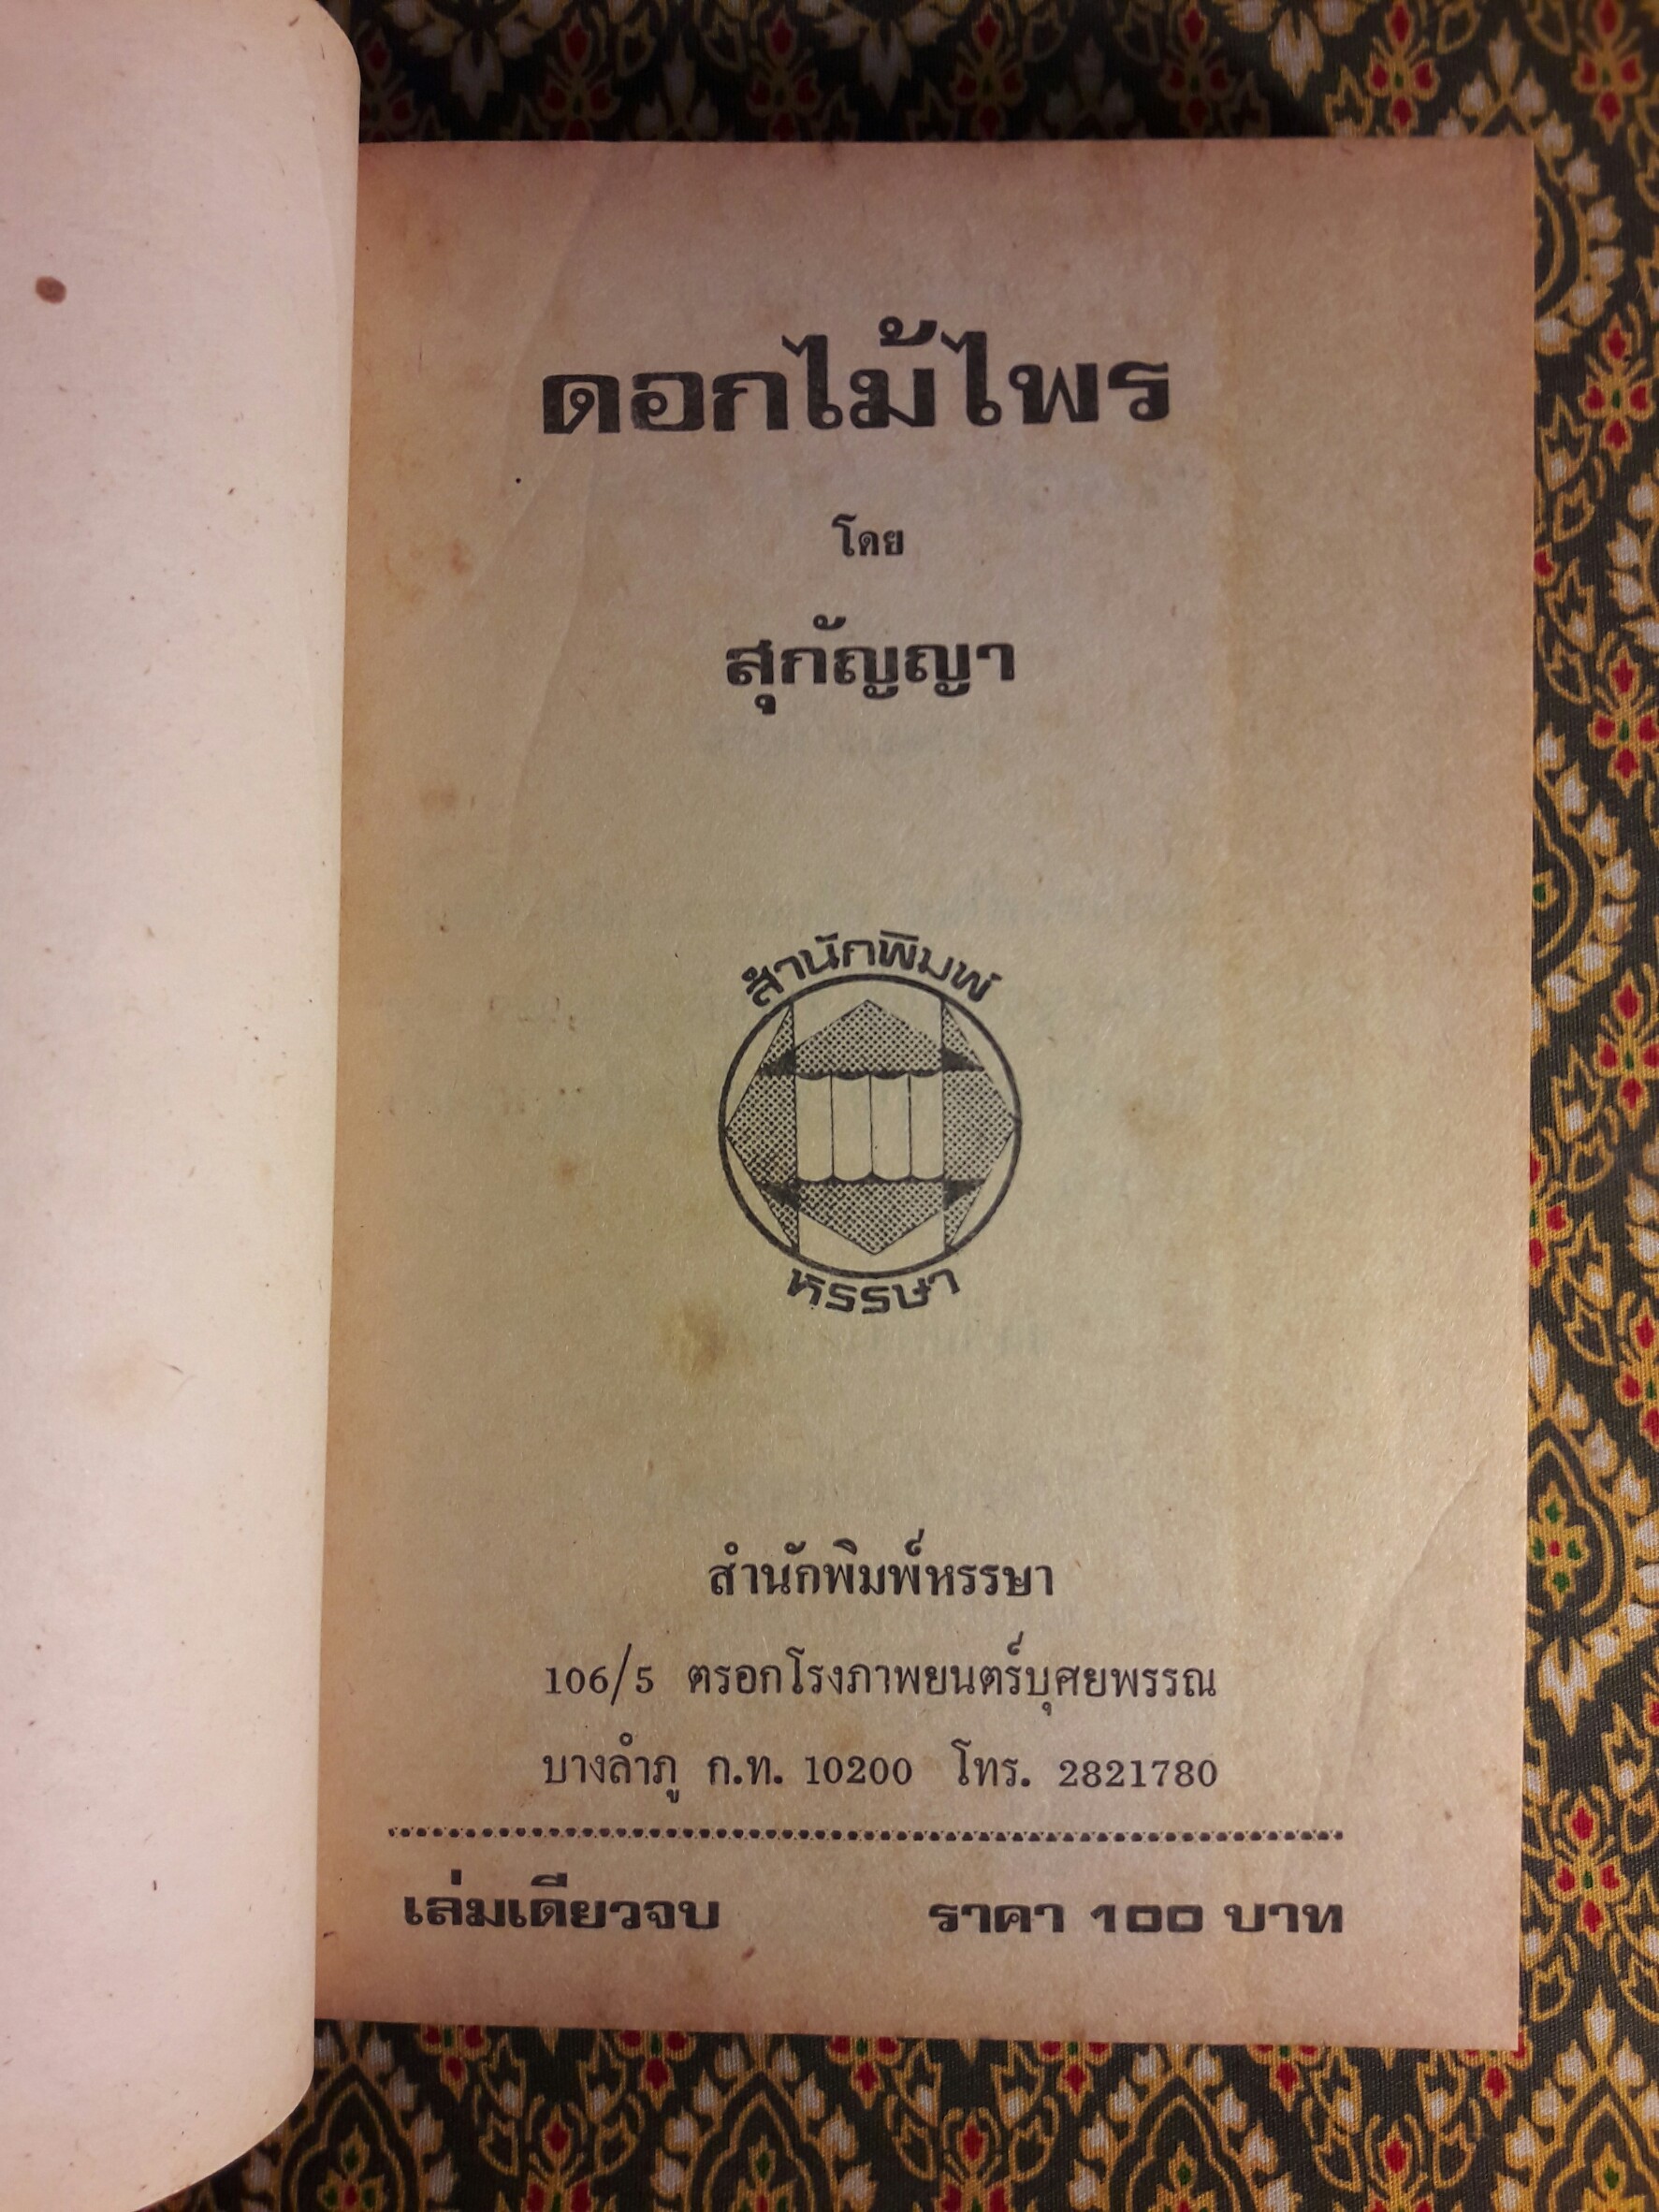 ดอกไม้ไพร
โดย
สุกัญญา
สำนักพิมพ์
หรรษา
สำนักพิมพ์หรรษา
106/5 ตรอกโรงภาพยนตร์บุศยพรรณ
บางลำภู ก.ท. 10200 โทร. 2821780
เล่มเดียวจบ ราคา 100 บาท